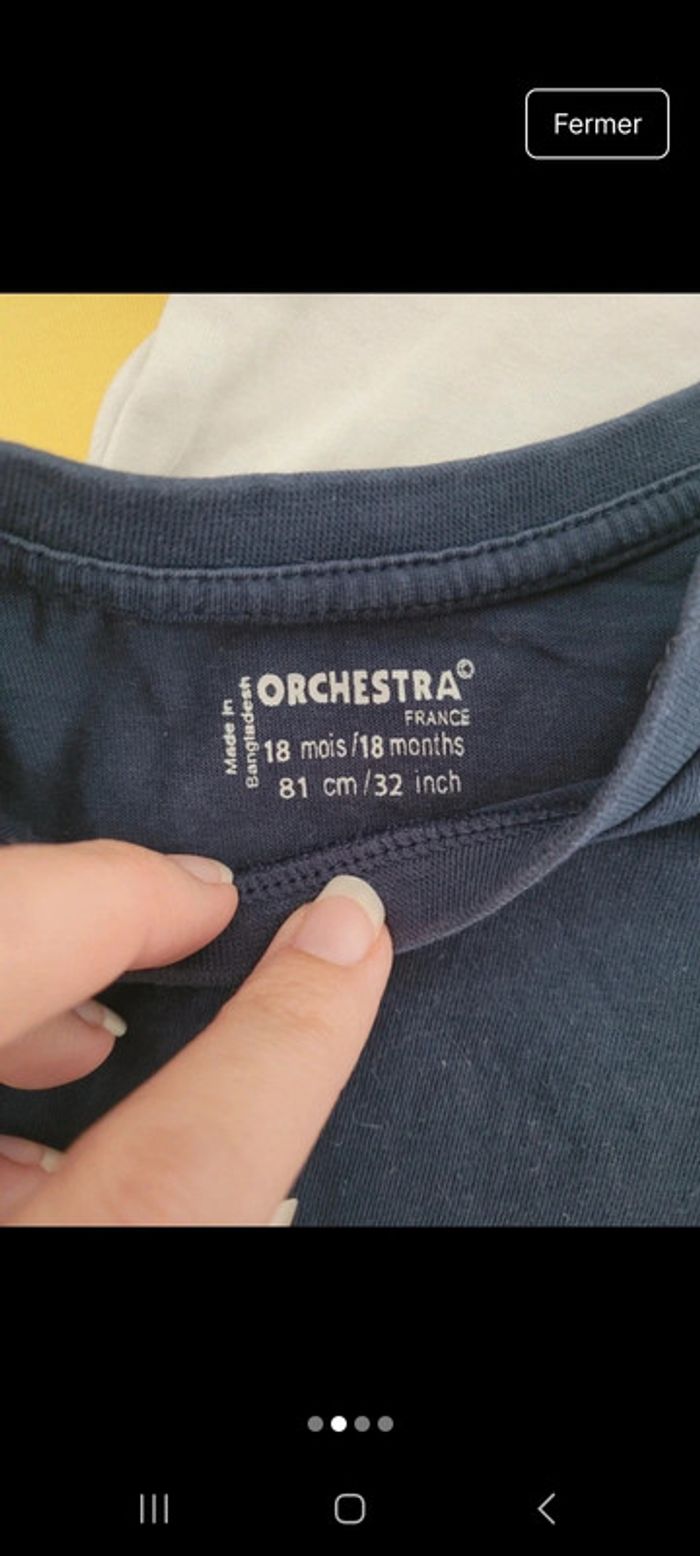 Fermer
Made in
Bangladesh
ORCHESTRA©
FRANCE
18 mois/18 months
81 cm/32 inch